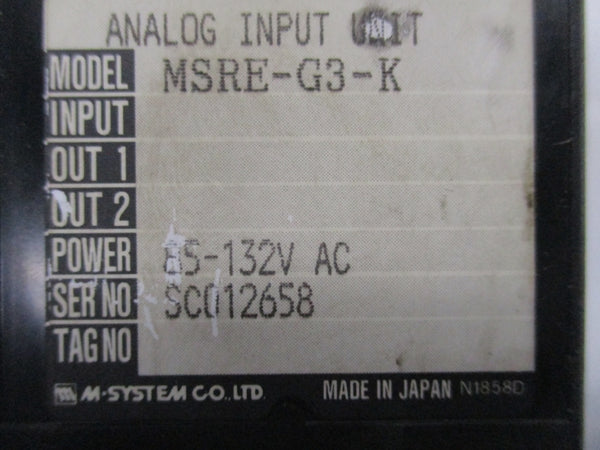 ANALOG INPUT UNIT
MODEL MSRE-G3-K
INPUT
OUT 1
OUT 2
POWER 85-132V AC
SER NO SC012658
TAG NO
M-SYSTEM CO.,LTD. MADE IN JAPAN N1858D